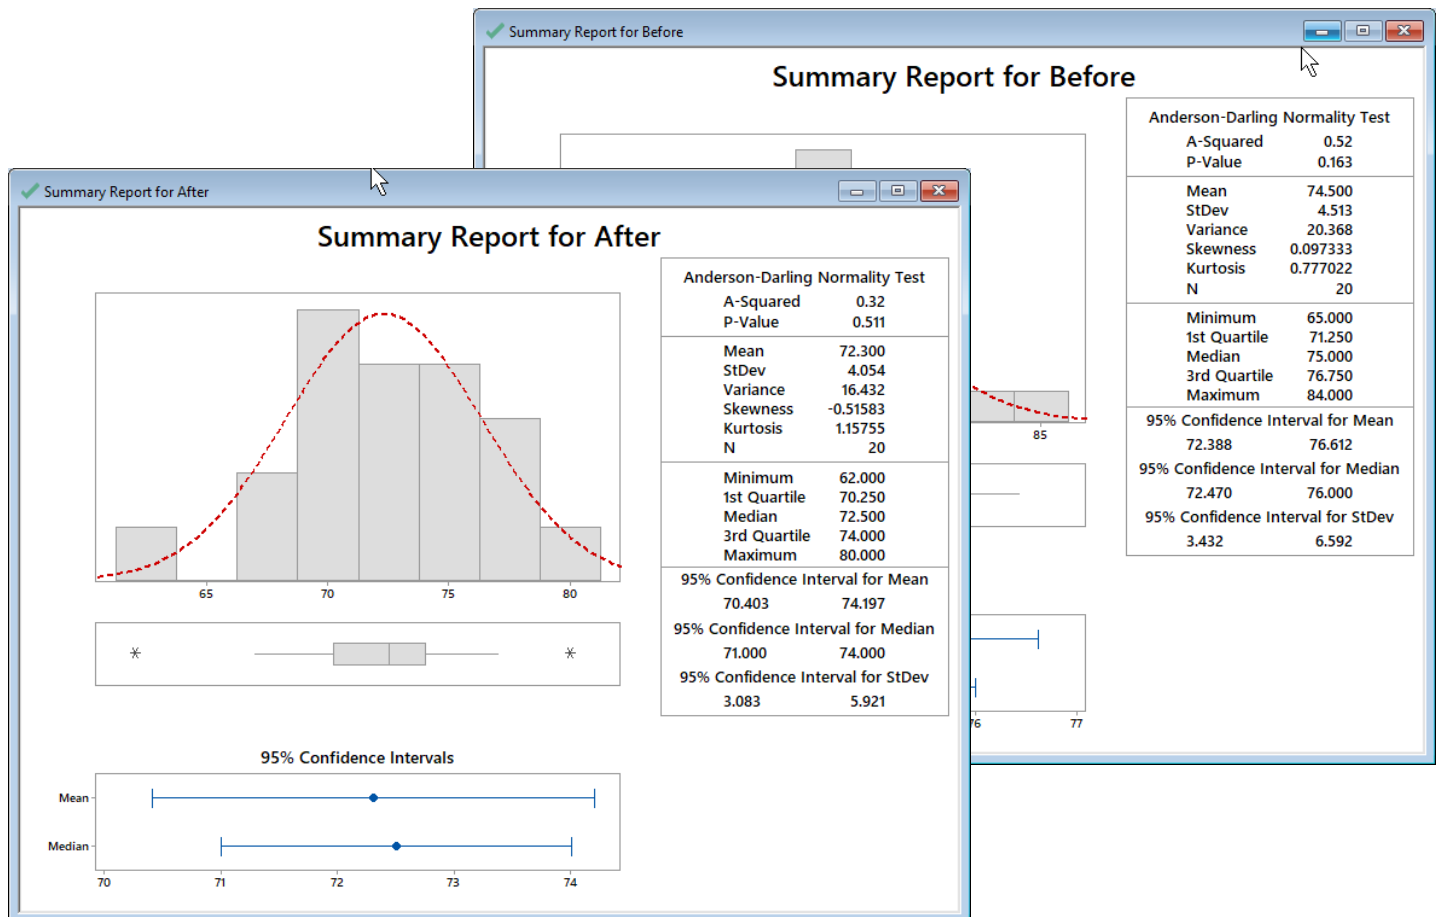 Summary Report for Before
Summary Report for Before
Anderson-Darling Normality Test
A-Squared 0.52
P-Value 0.163
Mean 74.500
StDev 4.513
Variance 20.368
Skewness 0.097333
Kurtosis 0.777022
N 20
Minimum 65.000
1st Quartile 71.250
Median 75.000
3rd Quartile 76.750
Maximum 84.000
95% Confidence Interval for Mean
72.388 76.612
95% Confidence Interval for Median
72.470 76.000
95% Confidence Interval for StDev
3.432 6.592
85
76 77
Summary Report for After
Summary Report for After
Anderson-Darling Normality Test
A-Squared 0.32
P-Value 0.511
Mean 72.300
StDev 4.054
Variance 16.432
Skewness -0.51583
Kurtosis 1.15755
N 20
Minimum 62.000
1st Quartile 70.250
Median 72.500
3rd Quartile 74.000
Maximum 80.000
95% Confidence Interval for Mean
70.403 74.197
95% Confidence Interval for Median
71.000 74.000
95% Confidence Interval for StDev
3.083 5.921
65 70 75 80
95% Confidence Intervals
Mean
Median
70 71 72 73 74